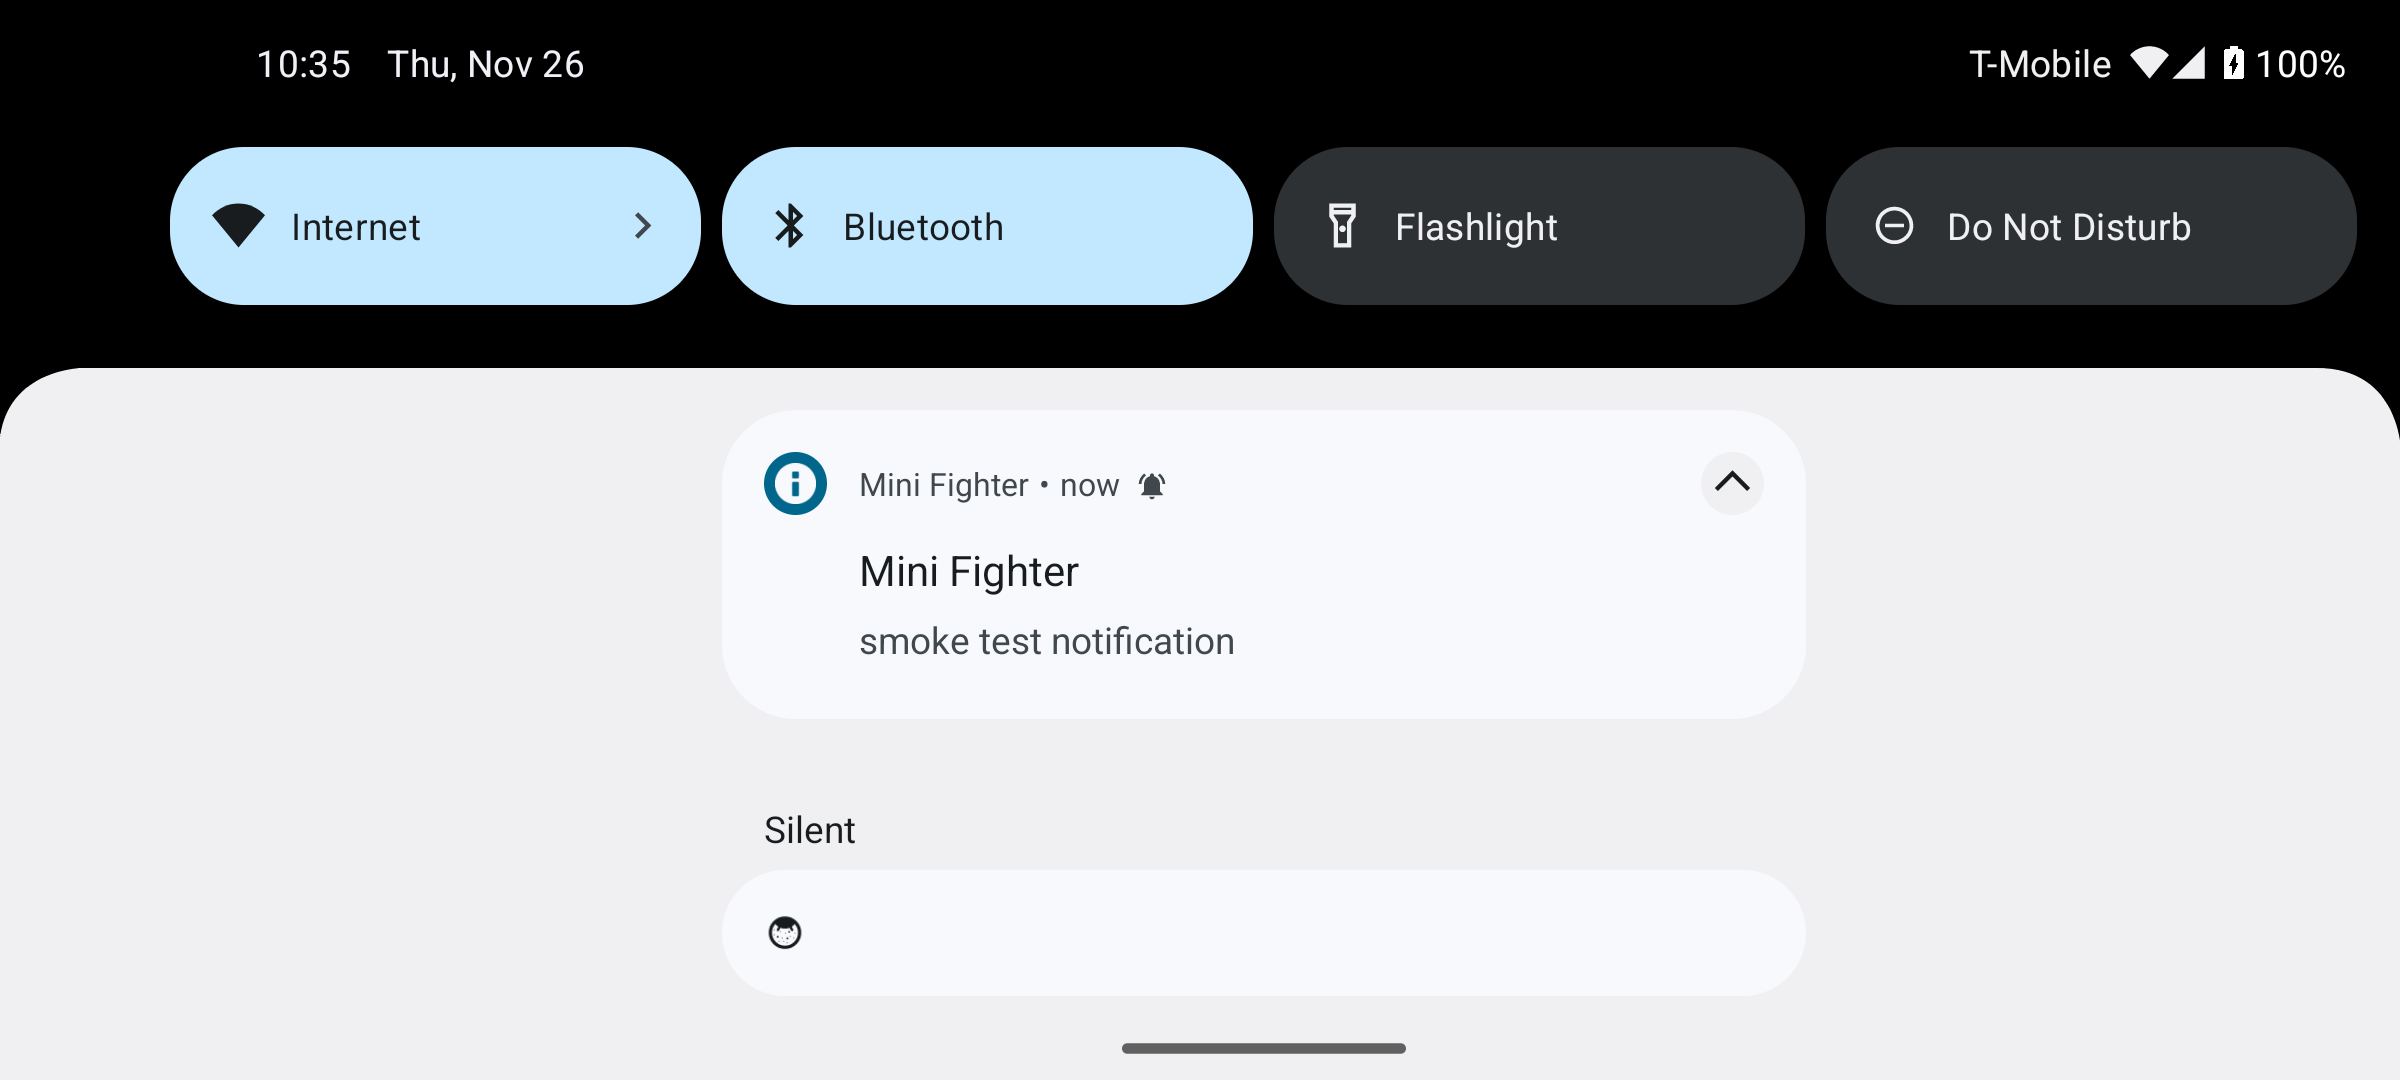 10:35 Thu, Nov 26
T-Mobile 100%
Internet
Bluetooth
Flashlight
Do Not Disturb
Mini Fighter • now
Mini Fighter
smoke test notification
Silent